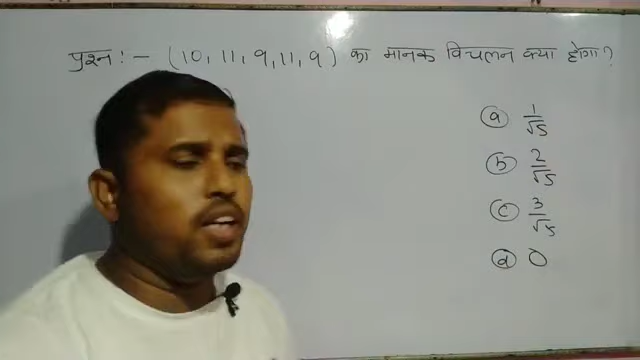 प्रश्न :- (10, 11, 9, 11, 9) का मानक विचलन क्या होगा?
(a) 1/√5
(b) 2/√5
(c) 3/√5
(d) 0